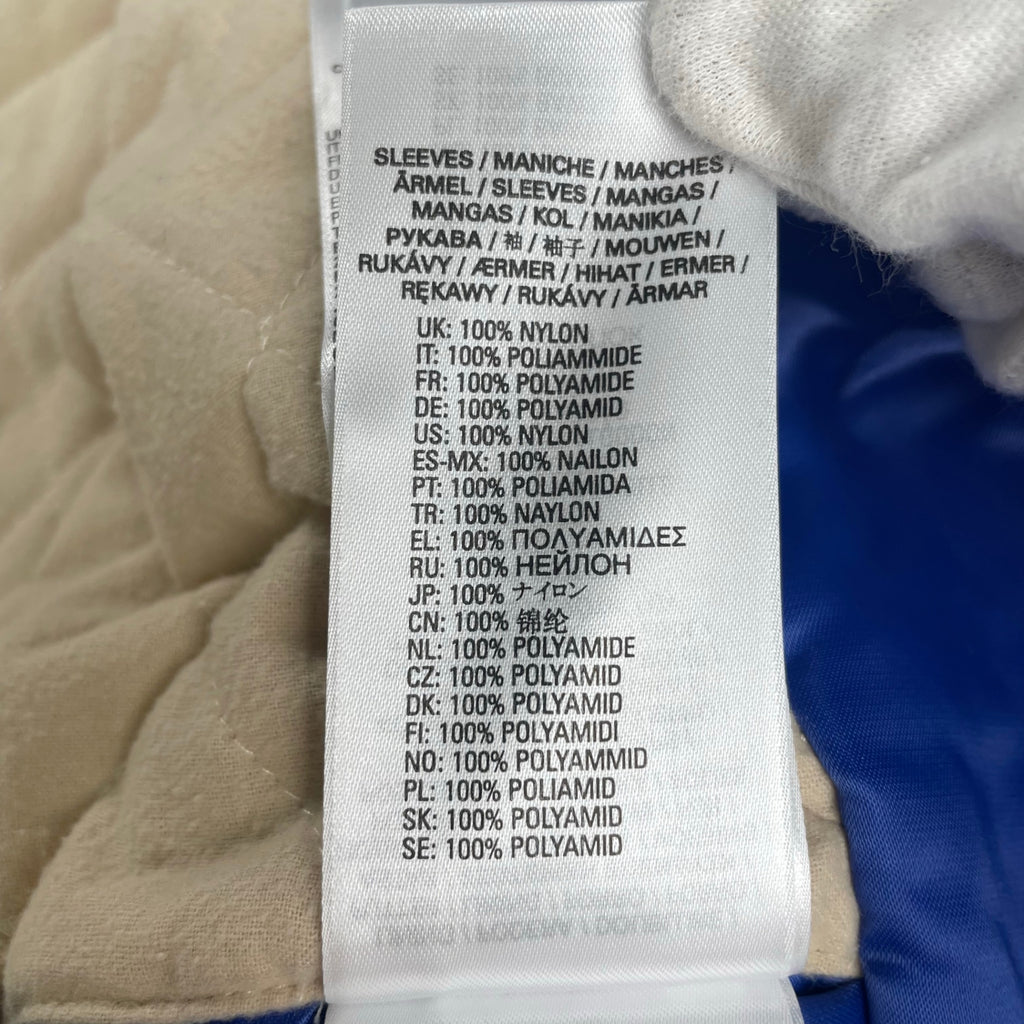 SLEEVES / MANICHE / MANCHES /
ÄRMEL / SLEEVES / MANGAS /
MANGAS / KOL / MANIKIA /
РУКАВА / 袖 / 袖子 / MOUWEN /
RUKÁVY / ÆRMER / HIHAT / ERMER /
RĘKAWY / RUKÁVY / ÄRMAR
UK: 100% NYLON
IT: 100% POLIAMMIDE
FR: 100% POLYAMIDE
DE: 100% POLYAMID
US: 100% NYLON
ES-MX: 100% NAILON
PT: 100% POLIAMIDA
TR: 100% NAYLON
EL: 100% ΠΟΛΥΑΜΙΔΕΣ
RU: 100% НЕЙЛОН
JP: 100% ナイロン
CN: 100% 锦纶
NL: 100% POLYAMIDE
CZ: 100% POLYAMID
DK: 100% POLYAMID
FI: 100% POLYAMIDI
NO: 100% POLYAMMID
PL: 100% POLIAMID
SK: 100% POLYAMID
SE: 100% POLYAMID